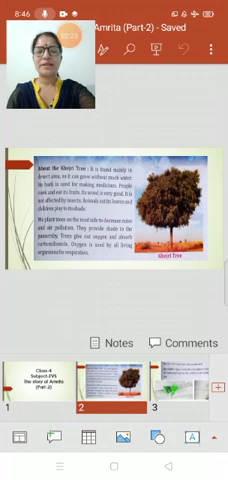 8:46
00:23
Amrita (Part-2) - Saved
About the Khejri Tree : It is found mainly in
desert area, so it can grow without much water.
Its bark is used for making medicines. People
cook and eat its fruits. Its wood is very good. It is
not affected by insects. Animals eat its leaves and
children play in its shade.
We plant trees on the road side to decrease noise
and air pollution. They provide shade to the
passersby. Trees give out oxygen and absorb
carbondioxide. Oxygen is used by all living
organisms for respiration.
Khejri Tree
Notes
Comments
Class-4
Subject-EVS
The story of Amrita
(Part-2)
1
2
3